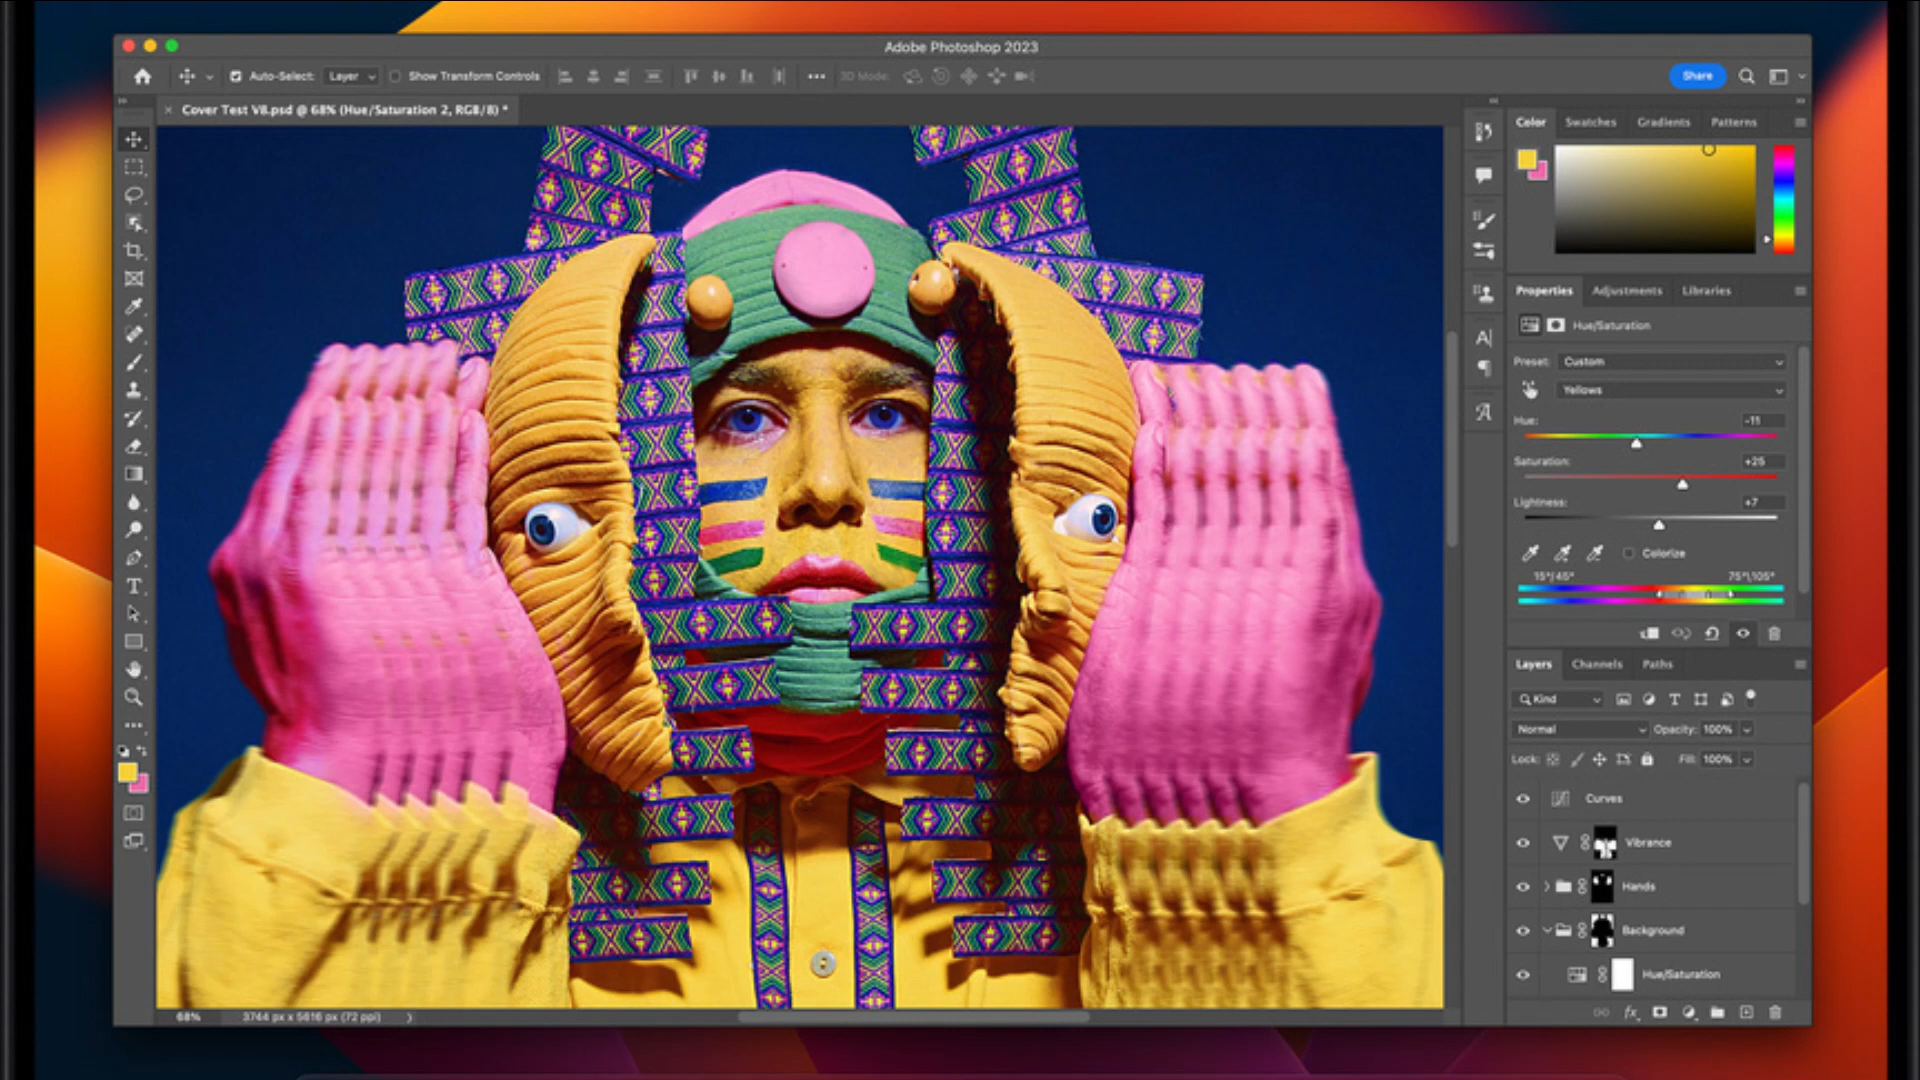 Adobe Photoshop 2023
Auto-Select: Layer Show Transform Controls 3D Mode: Share
Cover Test V8.psd @ 68% (Hue/Saturation 2, RGB/8) *
Color Swatches Gradients Patterns
Properties Adjustments Libraries
Hue/Saturation
Preset: Custom
Yellows
Hue: -11
Saturation: +25
Lightness: +7
Colorize
15°/45° 75°\105°
Layers Channels Paths
Kind
Normal Opacity: 100%
Lock: Fill: 100%
Curves
Vibrance
Hands
Background
Hue/Saturation
68% 3744 px x 5616 px (72 ppi)